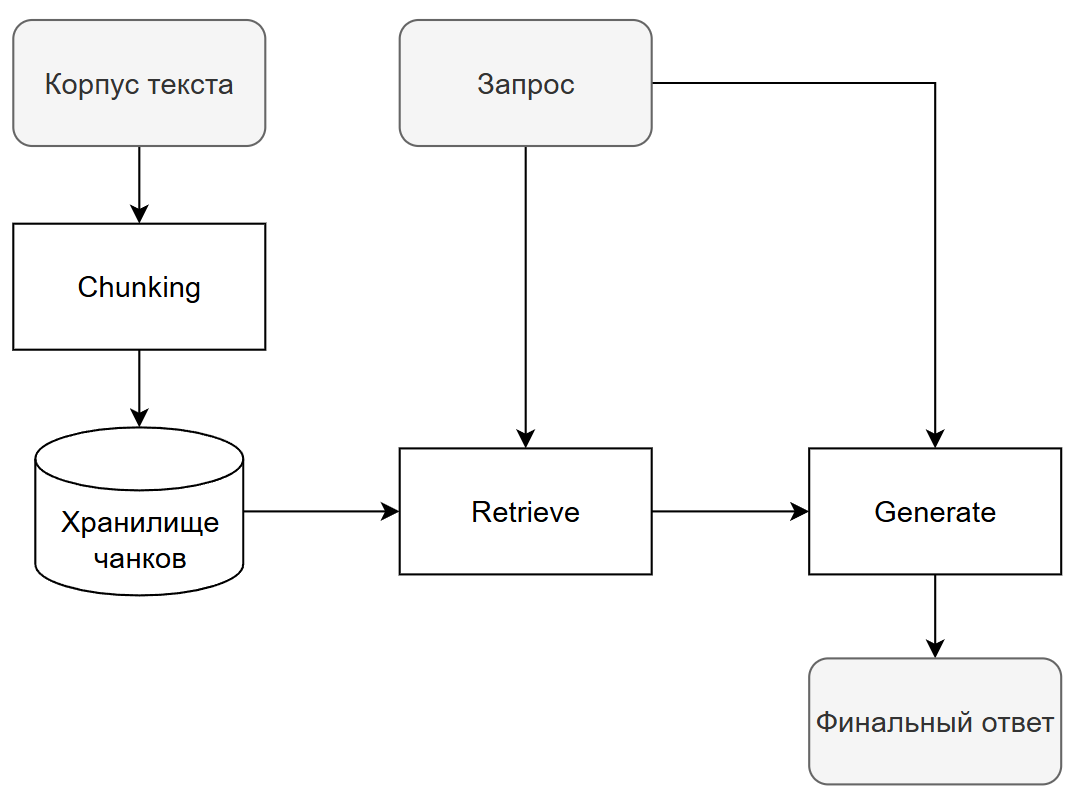 Корпус текста
Запрос
Chunking
Хранилище
чанков
Retrieve
Generate
Финальный ответ